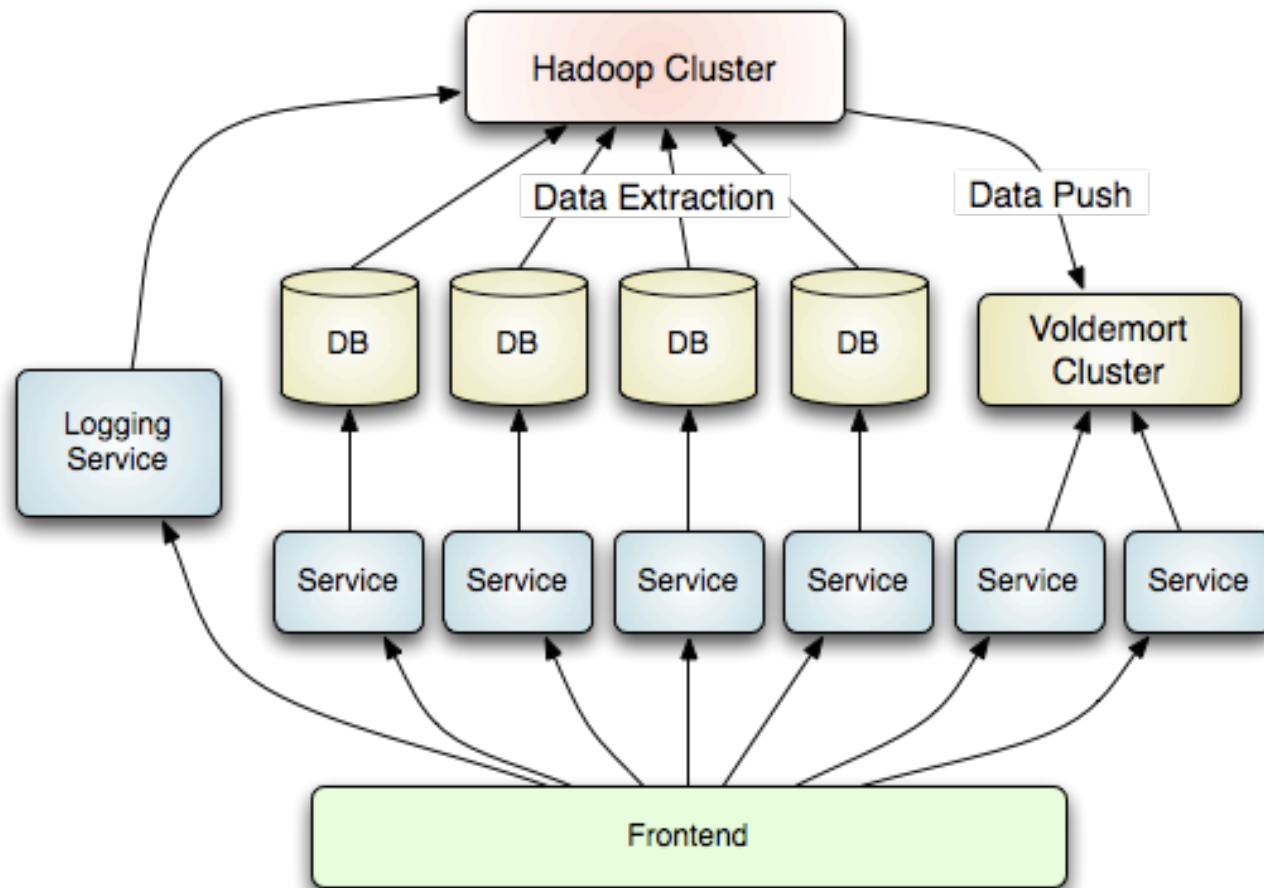 Hadoop Cluster
Data Extraction
Data Push
DB
DB
DB
DB
Voldemort
Cluster
Logging
Service
Service
Service
Service
Service
Service
Service
Frontend